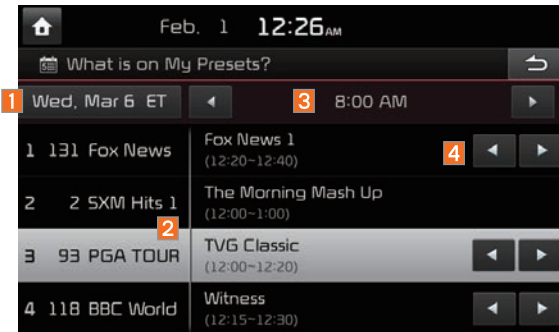 Feb. 1 12:26 AM
What is on My Presets?
1 Wed, Mar 6 ET 3 8:00 AM
1 131 Fox News Fox News 1 4
(12:20~12:40)
2 2 SXM Hits 1 The Morning Mash Up
(12:00~1:00)
2
3 93 PGA TOUR TVG Classic
(12:00~12:20)
4 118 BBC World Witness
(12:15~12:30)